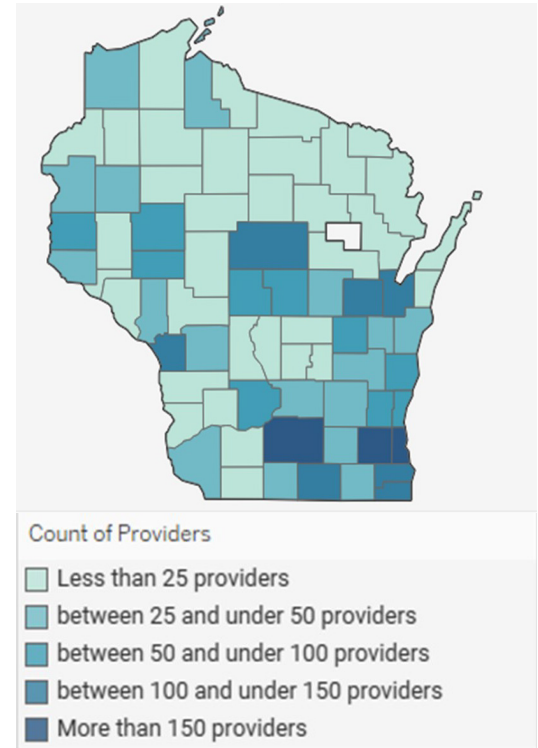 Count of Providers
Less than 25 providers
between 25 and under 50 providers
between 50 and under 100 providers
between 100 and under 150 providers
More than 150 providers